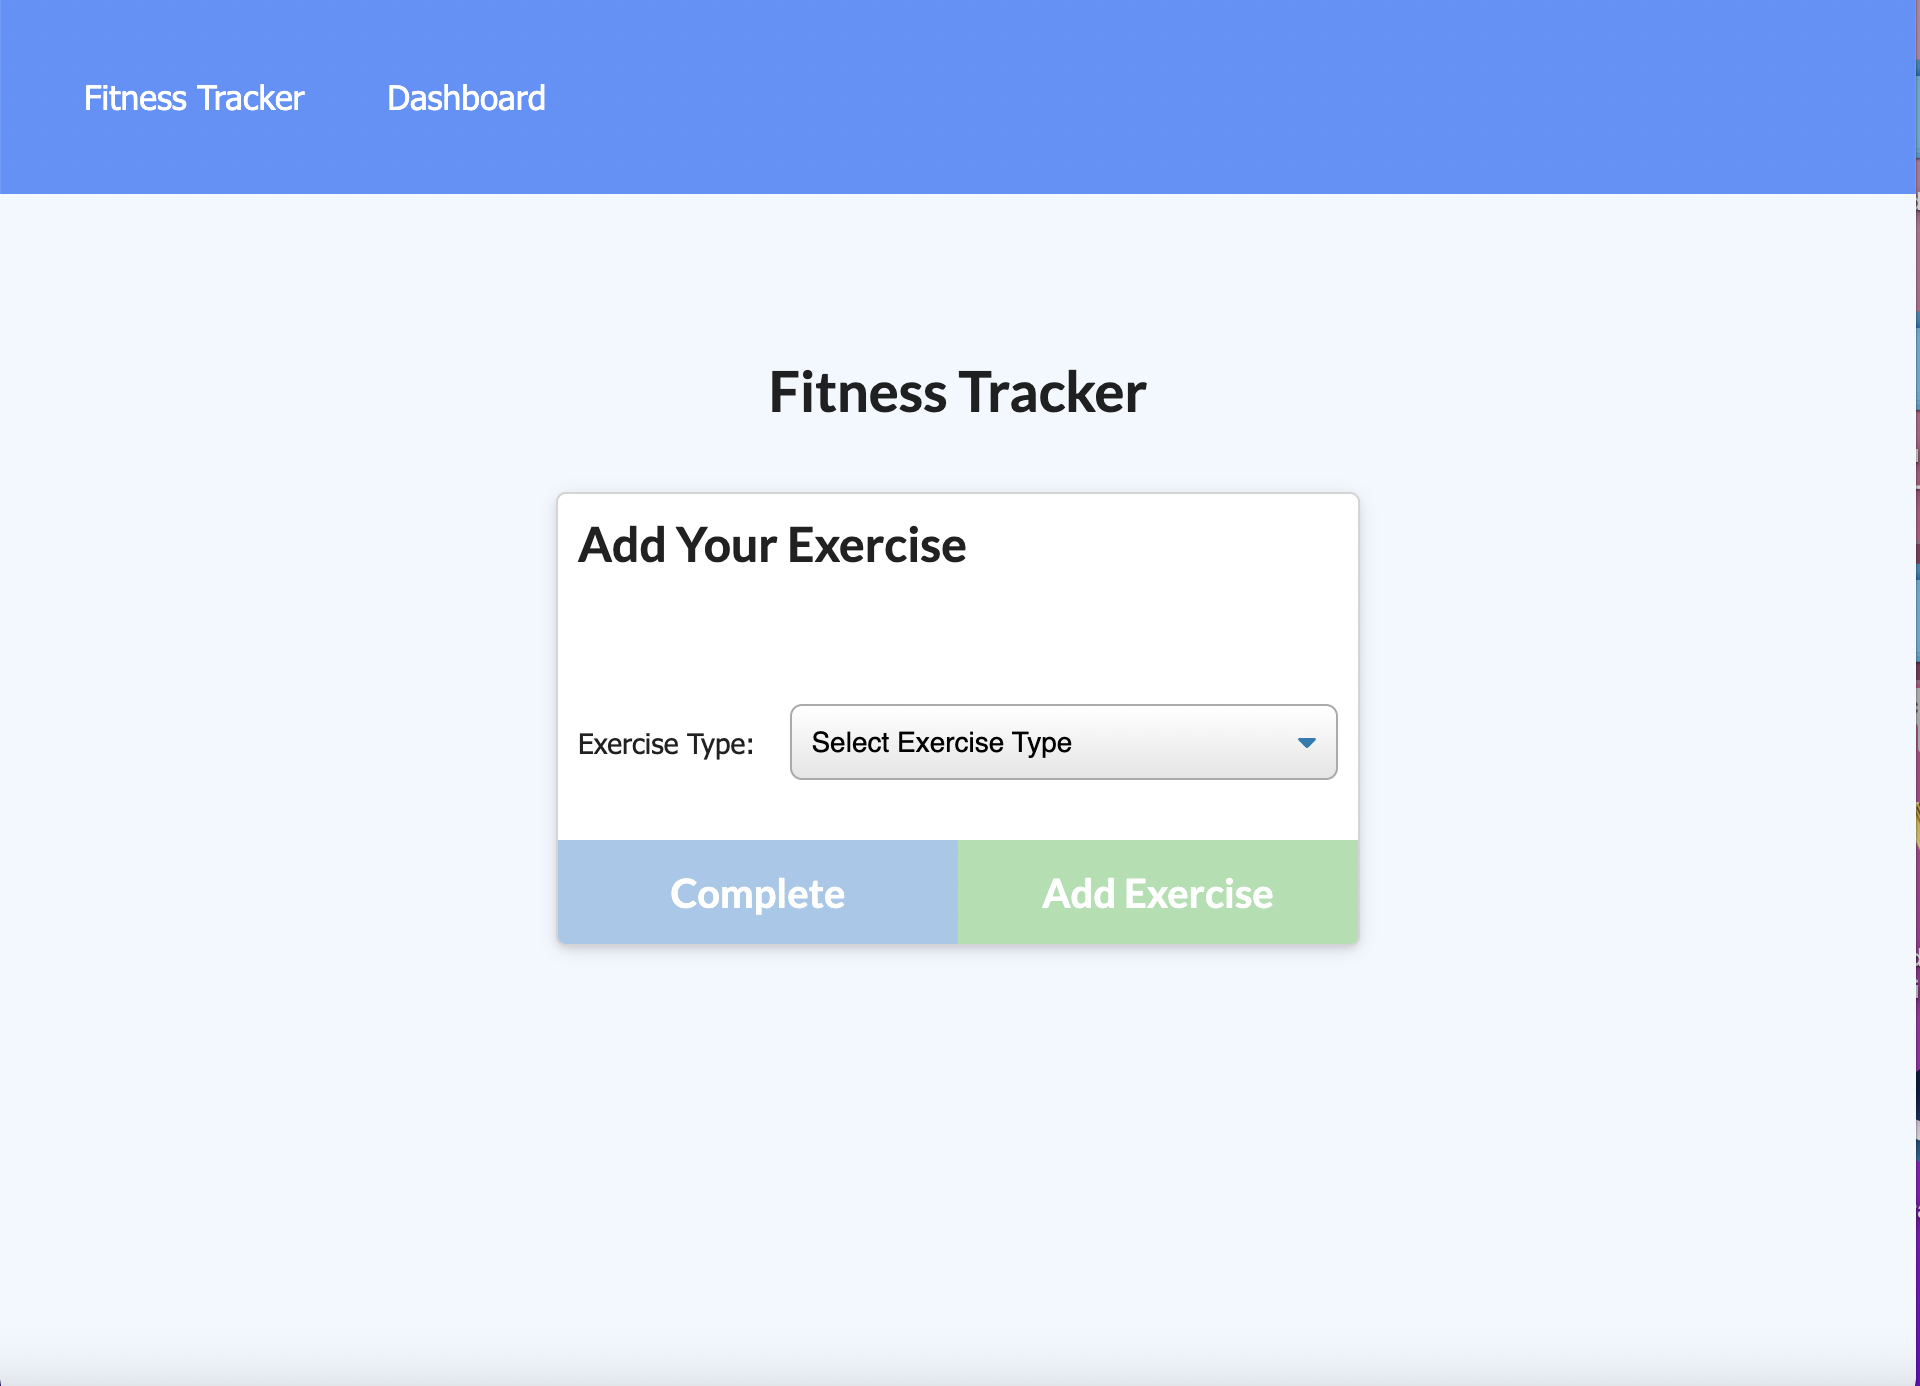 Fitness Tracker Dashboard
Fitness Tracker
Add Your Exercise
Exercise Type: Select Exercise Type
Complete Add Exercise